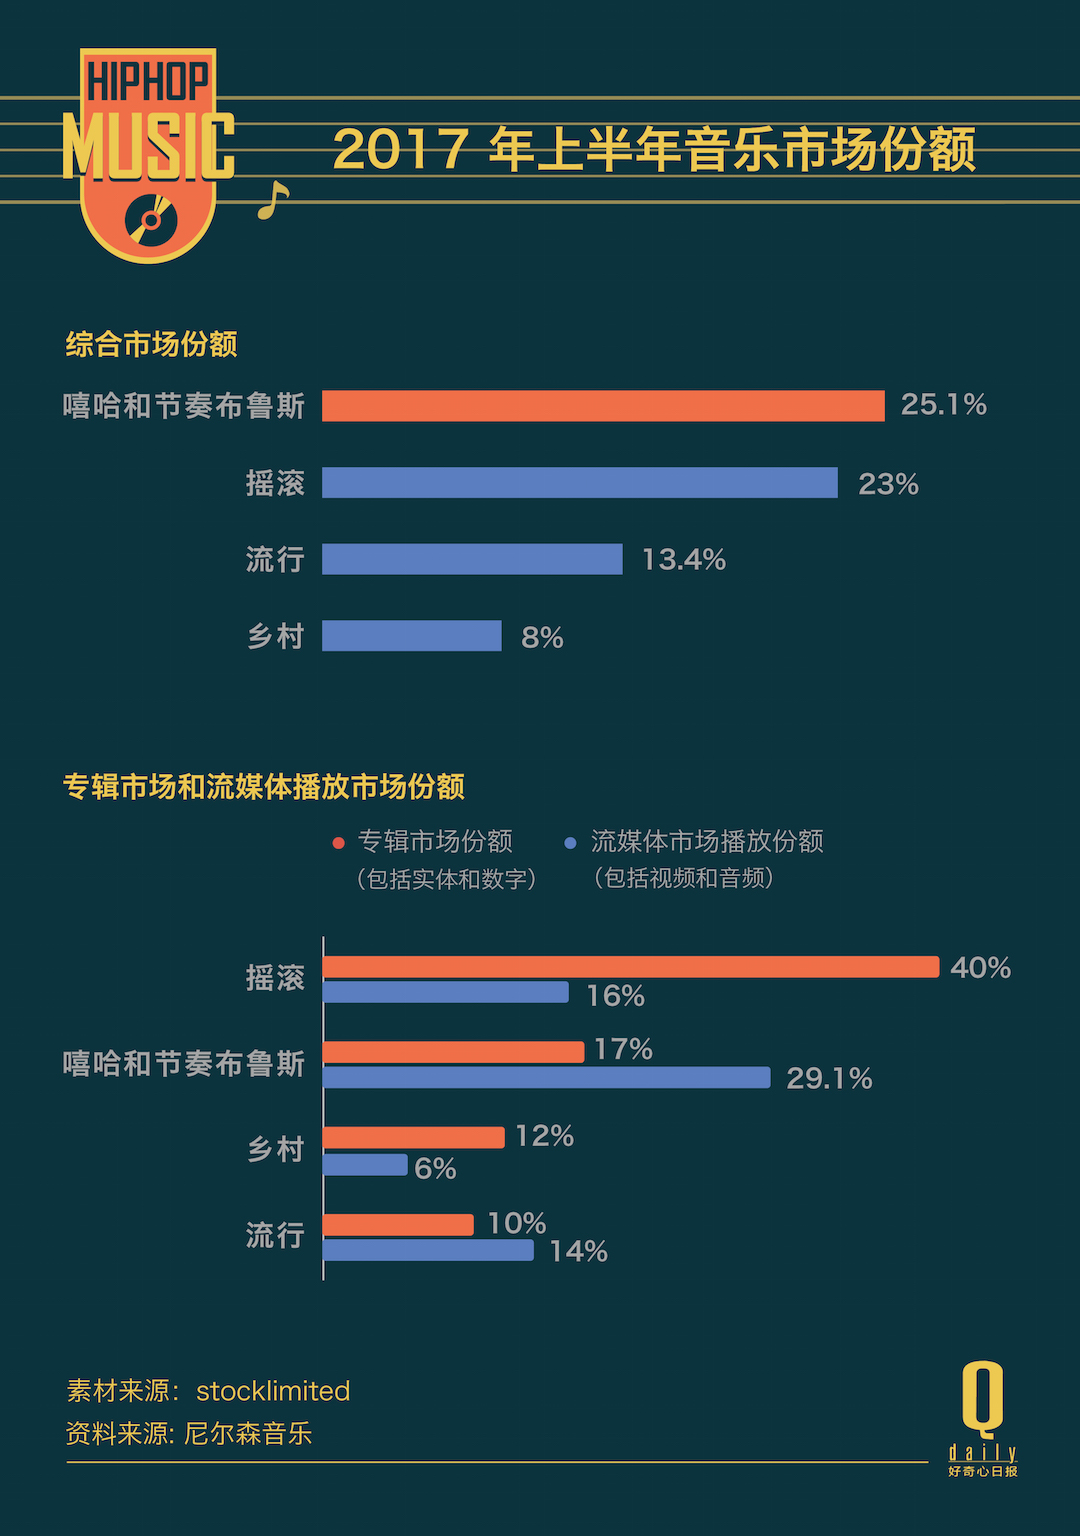 HIPHOP
MUSIC
2017 年上半年音乐市场份额
综合市场份额
嘻哈和节奏布鲁斯 25.1%
摇滚 23%
流行 13.4%
乡村 8%
专辑市场和流媒体播放市场份额
专辑市场份额 流媒体市场播放份额
（包括实体和数字） （包括视频和音频）
摇滚 40%
16%
嘻哈和节奏布鲁斯 17%
29.1%
乡村 12%
6%
流行 10%
14%
素材来源：stocklimited
资料来源: 尼尔森音乐
Q
daily
好奇心日报